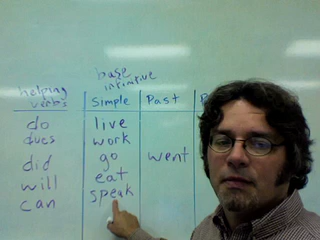 base
infinitive
helping
verbs
Simple
Past
do
live
does
work
did
go
went
will
eat
can
speak